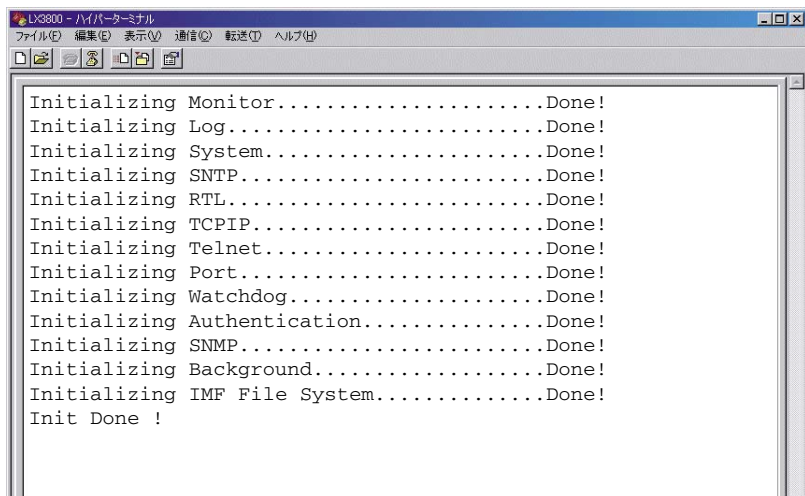 LX3800 - ハイパーターミナル
ファイル(F) 編集(E) 表示(V) 通信(C) 転送(T) ヘルプ(H)
Initializing Monitor......................Done!
Initializing Log..........................Done!
Initializing System.......................Done!
Initializing SNTP.........................Done!
Initializing RTL..........................Done!
Initializing TCPIP........................Done!
Initializing Telnet.......................Done!
Initializing Port.........................Done!
Initializing Watchdog.....................Done!
Initializing Authentication...............Done!
Initializing SNMP.........................Done!
Initializing Background...................Done!
Initializing IMF File System..............Done!
Init Done !